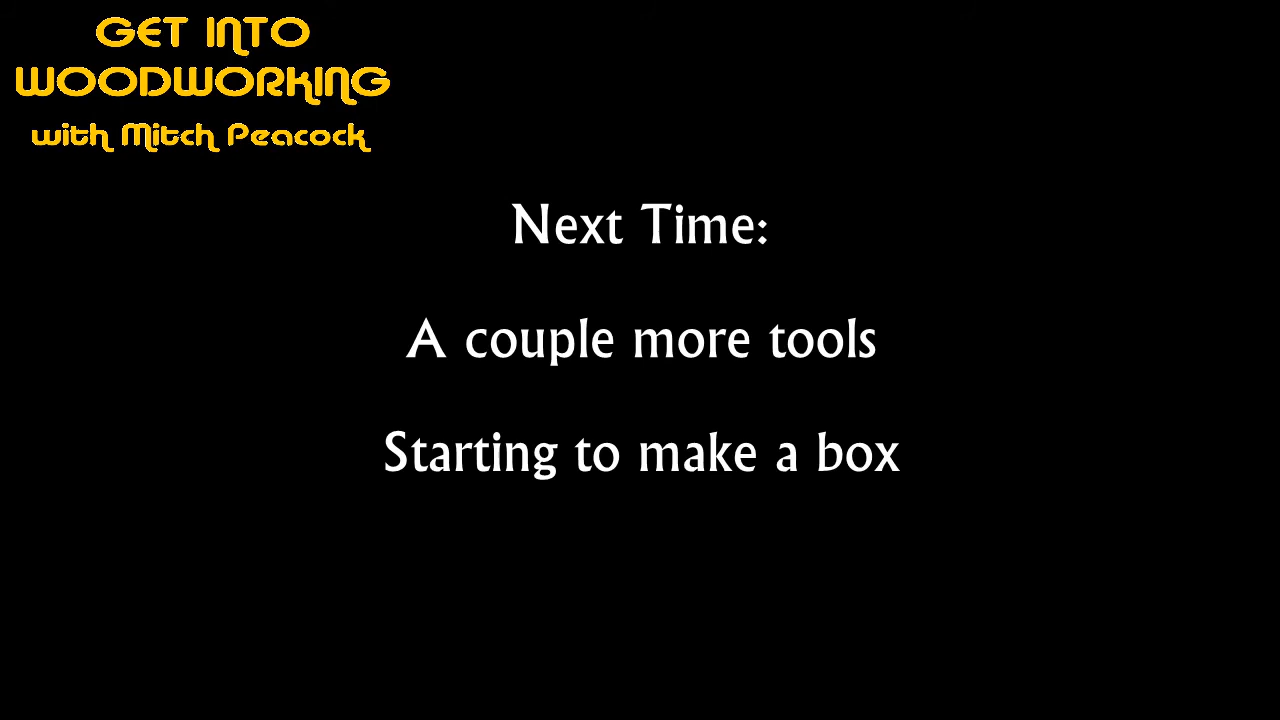 GET INTO
WOODWORKING
with Mitch Peacock
Next Time:
A couple more tools
Starting to make a box